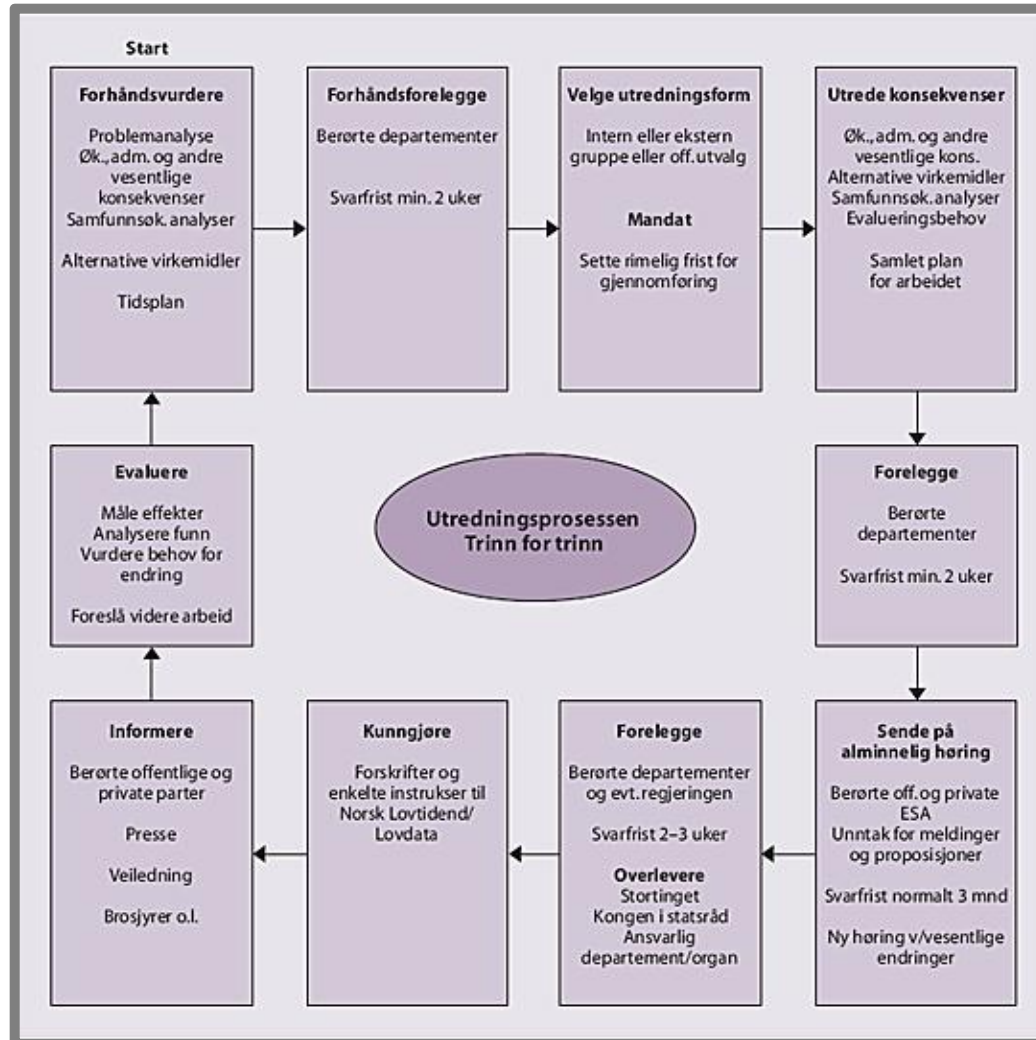 Start
Forhåndsvurdere
Problemanalyse
Øk., adm. og andre
vesentlige
konsekvenser
Samfunnsøk. analyser
Alternative virkemidler
Tidsplan
Forhåndsforelegge
Berørte departementer
Svarfrist min. 2 uker
Velge utredningsform
Intern eller ekstern
gruppe eller off. utvalg
Mandat
Sette rimelig frist for
gjennomføring
Utrede konsekvenser
Øk., adm. og andre
vesentlige kons.
Alternative virkemidler
Samfunnsøk. analyser
Evalueringsbehov
Samlet plan
for arbeidet
Forelegge
Berørte
departementer
Svarfrist min. 2 uker
Sende på
alminnelig høring
Berørte off. og private
ESA
Unntak for meldinger
og proposisjoner
Svarfrist normalt 3 mnd
Ny høring v/vesentlige
endringer
Forelegge
Berørte departementer
og evt. regjeringen
Svarfrist 2–3 uker
Overlevere
Stortinget
Kongen i statsråd
Ansvarlig
departement/organ
Kunngjøre
Forskrifter og
enkelte instrukser til
Norsk Lovtidend/
Lovdata
Informere
Berørte offentlige og
private parter
Presse
Veiledning
Brosjyrer o.l.
Evaluere
Måle effekter
Analysere funn
Vurdere behov for
endring
Foreslå videre arbeid
Utredningsprosessen
Trinn for trinn